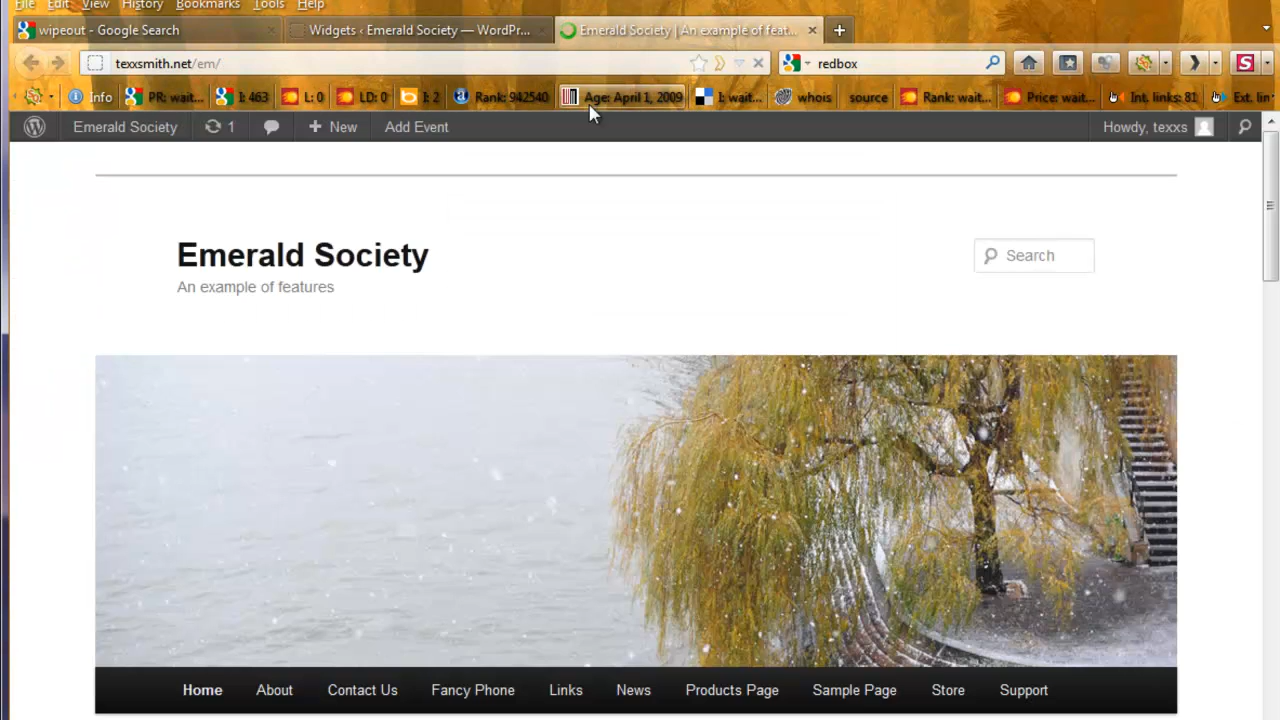 File Edit View History Bookmarks Tools Help
wipeout - Google Search Widgets ‹ Emerald Society — WordPr... Emerald Society | An example of feat...
texxsmith.net/em/ redbox
Info PR: wait... I: 463 L: 0 LD: 0 I: 2 Rank: 942540 Age: April 1, 2009 I: wait... whois source Rank: wait... Price: wait... Int. links: 81 Ext. lin
Emerald Society 1 New Add Event Howdy, texxs
Emerald Society
Search
An example of features
Home About Contact Us Fancy Phone Links News Products Page Sample Page Store Support